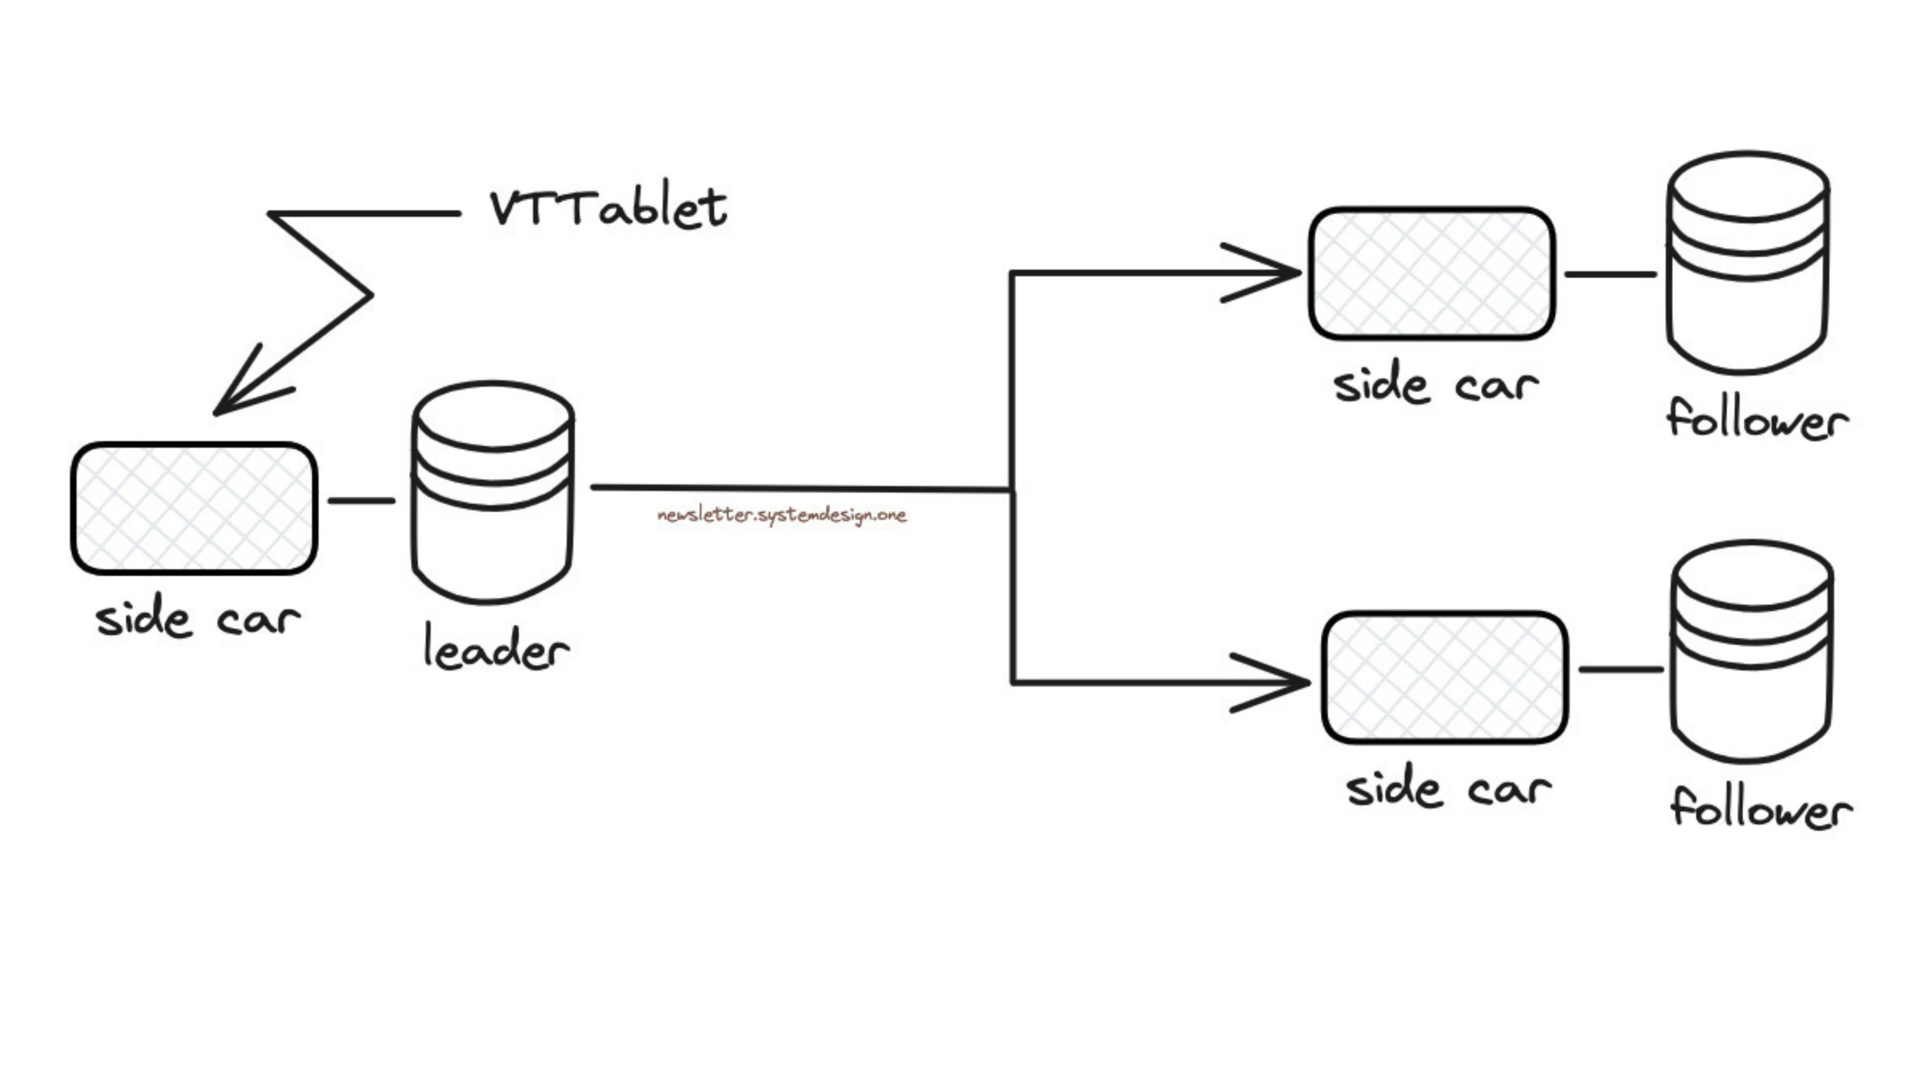 VTTablet
side car
leader
newsletter.systemdesign.one
side car
follower
side car
follower